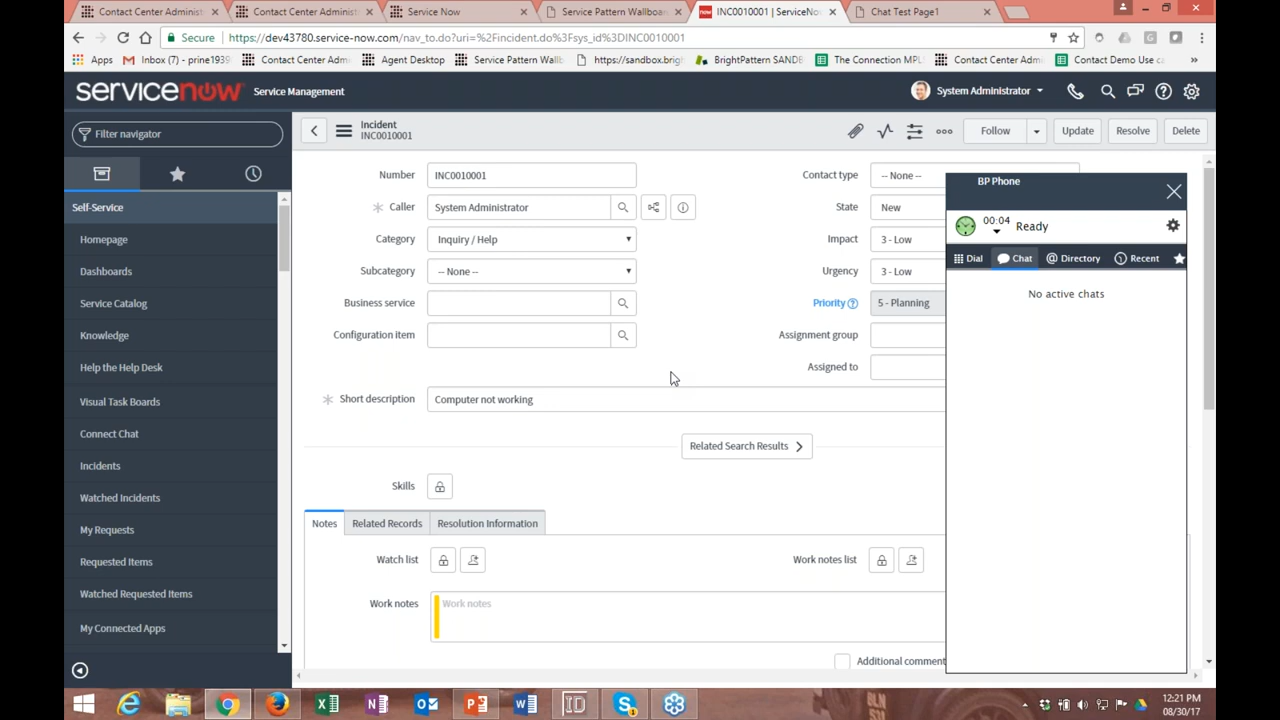 Contact Center Administ
Contact Center Administ
Service Now
Service Pattern Wallboar
INC0010001 | ServiceNo
Chat Test Page1
Secure
https://dev43780.service-now.com/nav_to.do?uri=%2Fincident.do%3Fsys_id%3DINC0010001
Apps
Inbox (7) - prine1939
Contact Center Adm
Agent Desktop
Service Pattern Wallb
https://sandbox.brigh
BrightPattern SANDB
The Connection MPL
Contact Center Admi
Contact Demo Use ca
servicenow
Service Management
System Administrator
Filter navigator
Incident
INC0010001
Follow
Update
Resolve
Delete
Self-Service
Homepage
Dashboards
Service Catalog
Knowledge
Help the Help Desk
Visual Task Boards
Connect Chat
Incidents
Watched Incidents
My Requests
Requested Items
Watched Requested Items
My Connected Apps
Number
INC0010001
Caller
System Administrator
Category
Inquiry / Help
Subcategory
-- None --
Business service
Configuration item
Short description
Computer not working
Contact type
-- None --
State
New
Impact
3 - Low
Urgency
3 - Low
Priority
5 - Planning
Assignment group
Assigned to
Related Search Results
Skills
Notes
Related Records
Resolution Information
Watch list
Work notes list
Work notes
Work notes
Additional comment
BP Phone
00:04
Ready
Dial
Chat
@ Directory
Recent
No active chats
12:21 PM
08/30/17